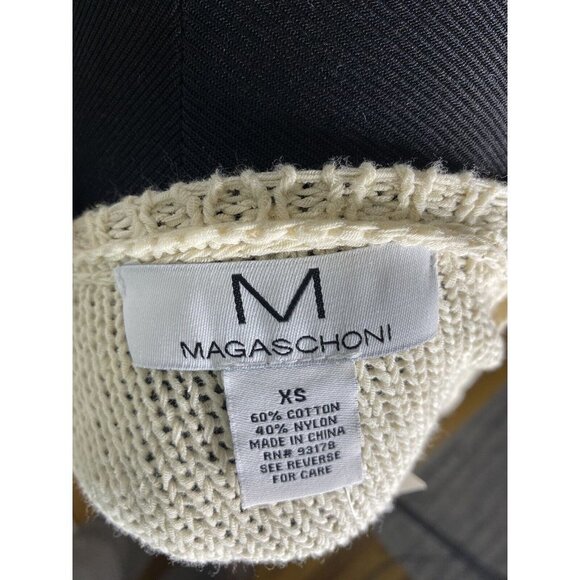 M
MAGASCHONI
XS
60% COTTON
40% NYLON
MADE IN CHINA
RN# 93178
SEE REVERSE
FOR CARE